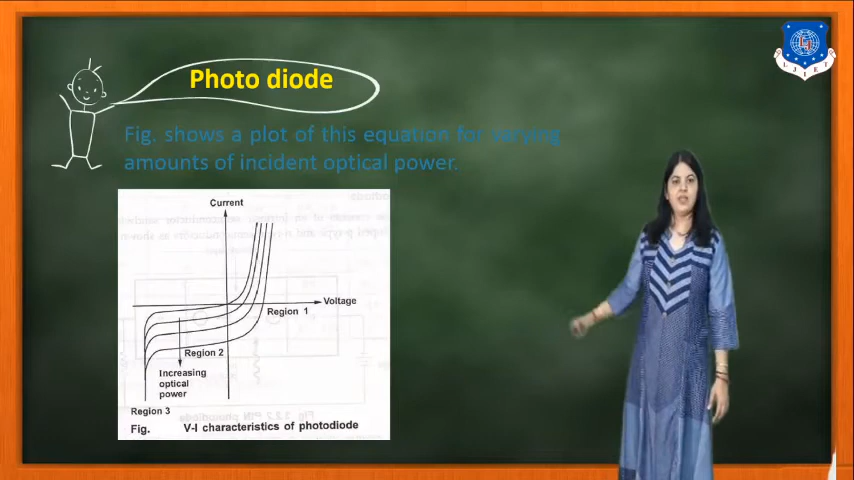 Photo diode
Fig. shows a plot of this equation for varying
amounts of incident optical power.
Current
Voltage
Region 1
Region 2
Increasing
optical
power
Region 3
Fig. V-I characteristics of photodiode
LJIET